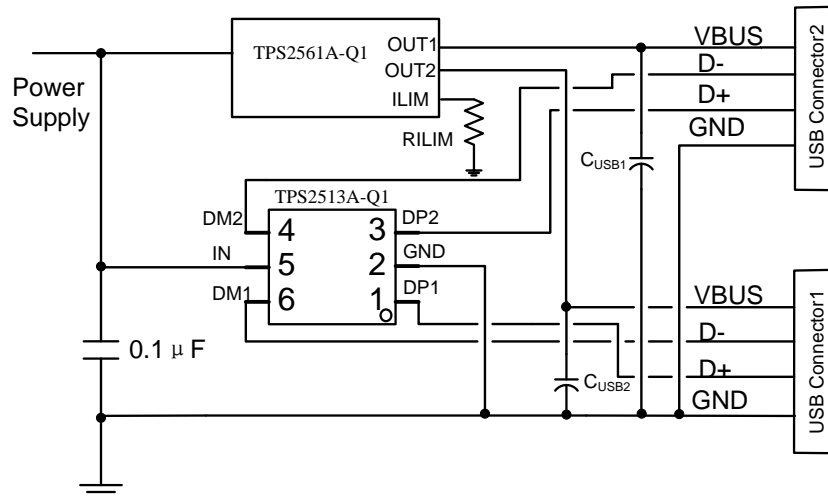 TPS2561A-Q1
OUT1
OUT2
ILIM
RILIM
Power
Supply
VBUS
D-
D+
GND
USB Connector2
CUSB1
TPS2513A-Q1
DM2
4
3
DP2
IN
5
2
GND
DM1
6
1
DP1
0.1 μF
CUSB2
VBUS
D-
D+
GND
USB Connector1